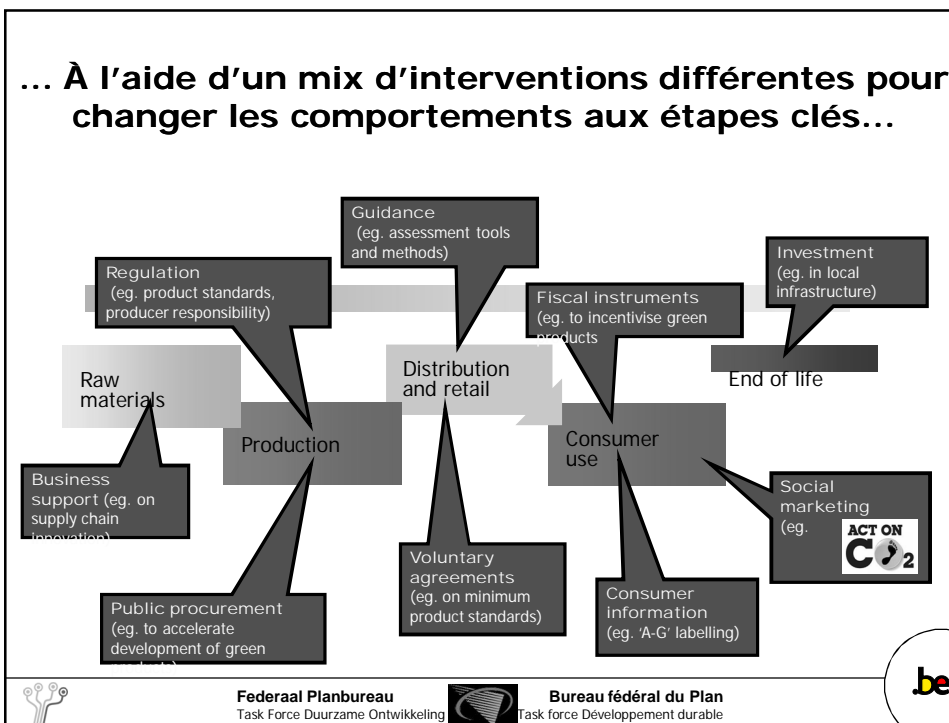 ... À l'aide d'un mix d'interventions différentes pour
changer les comportements aux étapes clés...
Guidance
(eg. assessment tools
and methods)
Regulation
(eg. product standards,
producer responsibility)
Fiscal instruments
(eg. to incentivise green
products
Investment
(eg. in local
infrastructure)
Raw
materials
Production
Distribution
and retail
Consumer
use
End of life
Business
support (eg. on
supply chain
innovation)
Public procurement
(eg. to accelerate
development of green
products)
Voluntary
agreements
(eg. on minimum
product standards)
Consumer
information
(eg. 'A-G' labelling)
Social
marketing
(eg.
ACT ON
CO2
Federaal Planbureau
Task Force Duurzame Ontwikkeling
Bureau fédéral du Plan
Task force Développement durable
.be